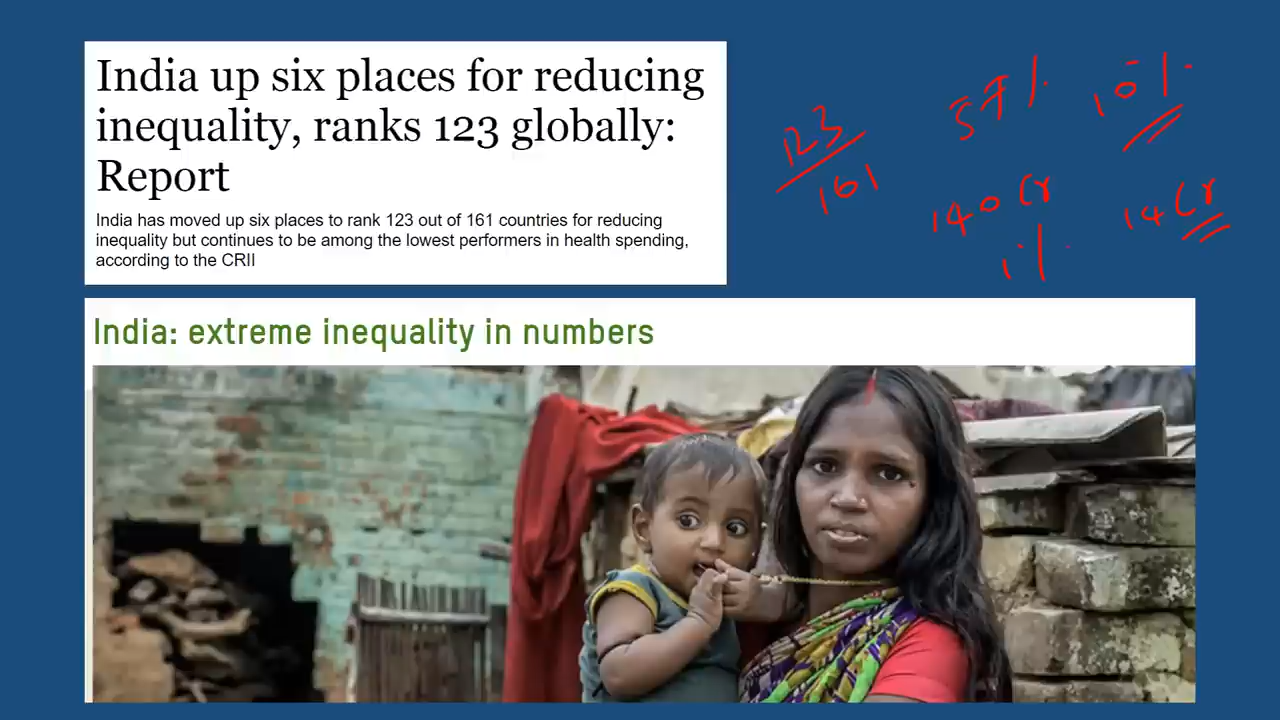 India up six places for reducing
inequality, ranks 123 globally:
Report
India has moved up six places to rank 123 out of 161 countries for reducing
inequality but continues to be among the lowest performers in health spending,
according to the CRII
123
161
57%
10%
140 Cr
14 Cr
1%
India: extreme inequality in numbers